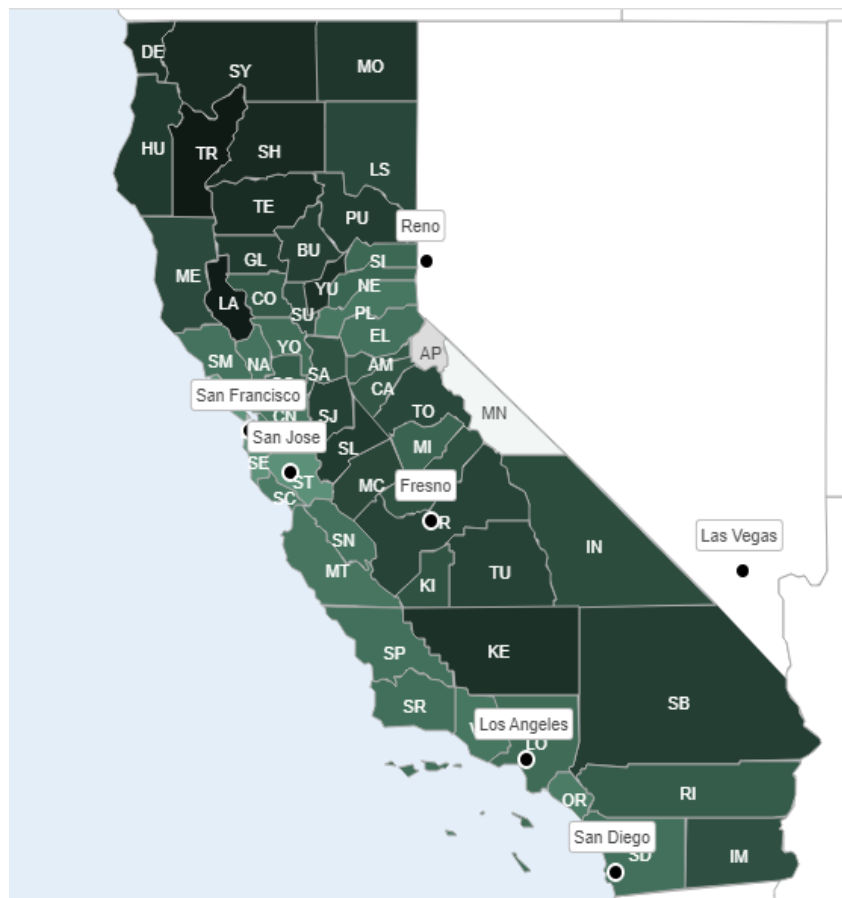 DE
SY
MO
HU
TR
SH
LS
TE
PU
Reno
BU
GL
SI
ME
NE
YU
LA
CO
SU
PL
EL
YO
AP
SM
NA
AM
SA
CA
San Francisco
TO
MN
CN
SJ
San Jose
SL
MI
SE
ST
MC
Fresno
SC
R
Las Vegas
SN
IN
MT
KI
TU
SP
KE
SB
SR
Los Angeles
LO
RI
OR
San Diego
SD
IM